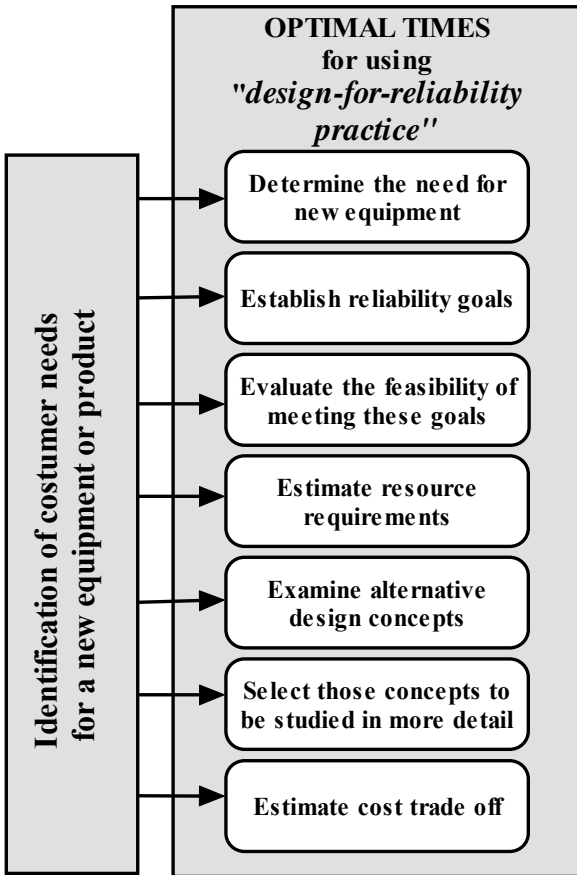 OPTIMAL TIMES
for using
"design-for-reliability
practice"
Identification of costumer needs
for a new equipment or product
Determine the need for
new equipment
Establish reliability goals
Evaluate the feasibility of
meeting these goals
Estimate resource
requirements
Examine alternative
design concepts
Select those concepts to
be studied in more detail
Estimate cost trade off